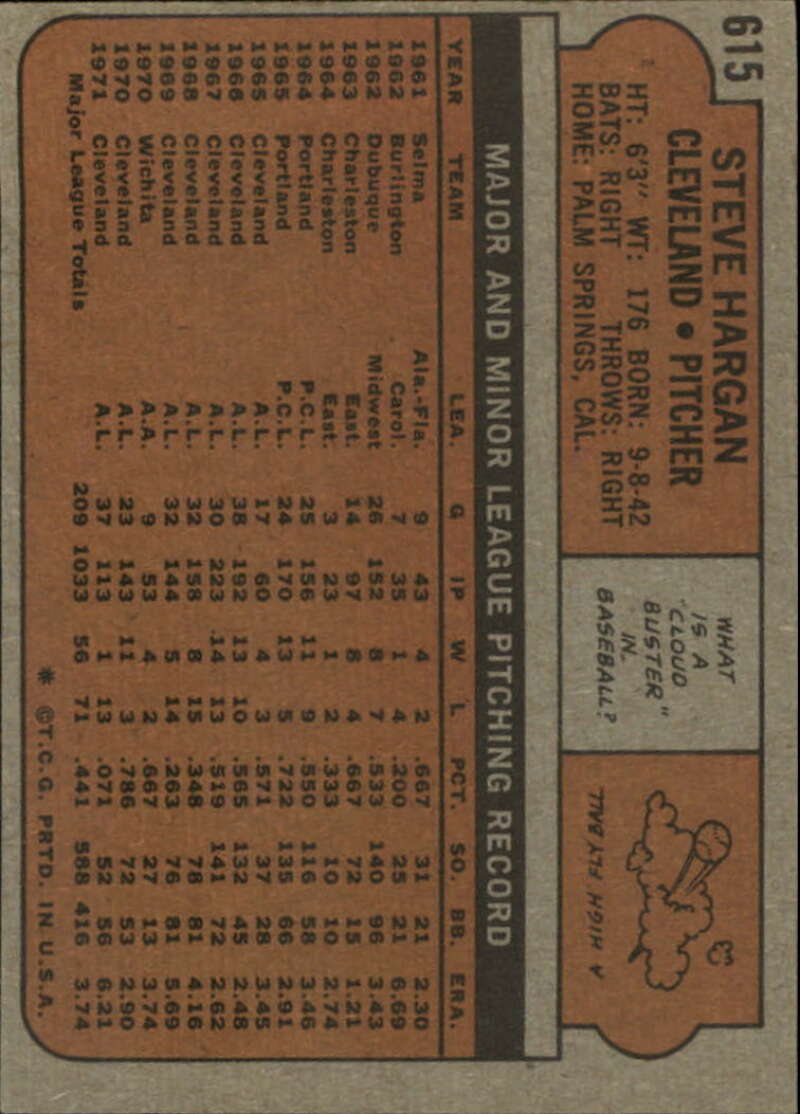 615
STEVE HARGAN
CLEVELAND • PITCHER
HT: 6'3" WT: 176 BORN: 9-8-42
BATS: RIGHT THROWS: RIGHT
HOME: PALM SPRINGS, CAL.
WHAT
IS A
"CLOUD
BUSTER"
IN
BASEBALL?
A HIGH FLY BALL
MAJOR AND MINOR LEAGUE PITCHING RECORD
YEAR TEAM LEA. G IP W L PCT. SO. BB. ERA.
1961 Selma Ala.-Fla. 9 43 4 2 .667 31 21 2.30
1962 Burlington Carol. 7 35 1 4 .200 25 21 6.69
1962 Dubuque Midwest 26 152 8 7 .533 140 96 3.43
1963 Charleston East. 14 97 8 4 .667 72 15 1.21
1964 Charleston East. 3 23 1 2 .333 10 10 2.74
1964 Portland P.C.L. 25 156 11 9 .550 116 58 3.46
1965 Portland P.C.L. 24 170 13 5 .722 135 66 2.91
1965 Cleveland A.L. 17 60 4 3 .571 37 28 3.45
1966 Cleveland A.L. 38 192 13 10 .565 132 45 2.48
1967 Cleveland A.L. 30 223 14 13 .519 141 72 2.62
1968 Cleveland A.L. 32 158 8 15 .348 78 81 4.16
1969 Cleveland A.L. 32 144 5 14 .263 76 81 5.69
1970 Wichita A.A. 9 53 4 2 .667 27 13 3.74
1970 Cleveland A.L. 23 143 11 3 .786 72 53 2.90
1971 Cleveland A.L. 37 113 1 13 .071 52 56 6.21
Major League Totals 209 1033 56 71 .441 588 416 3.74
* ©T.C.G. PRTD. IN U.S.A.